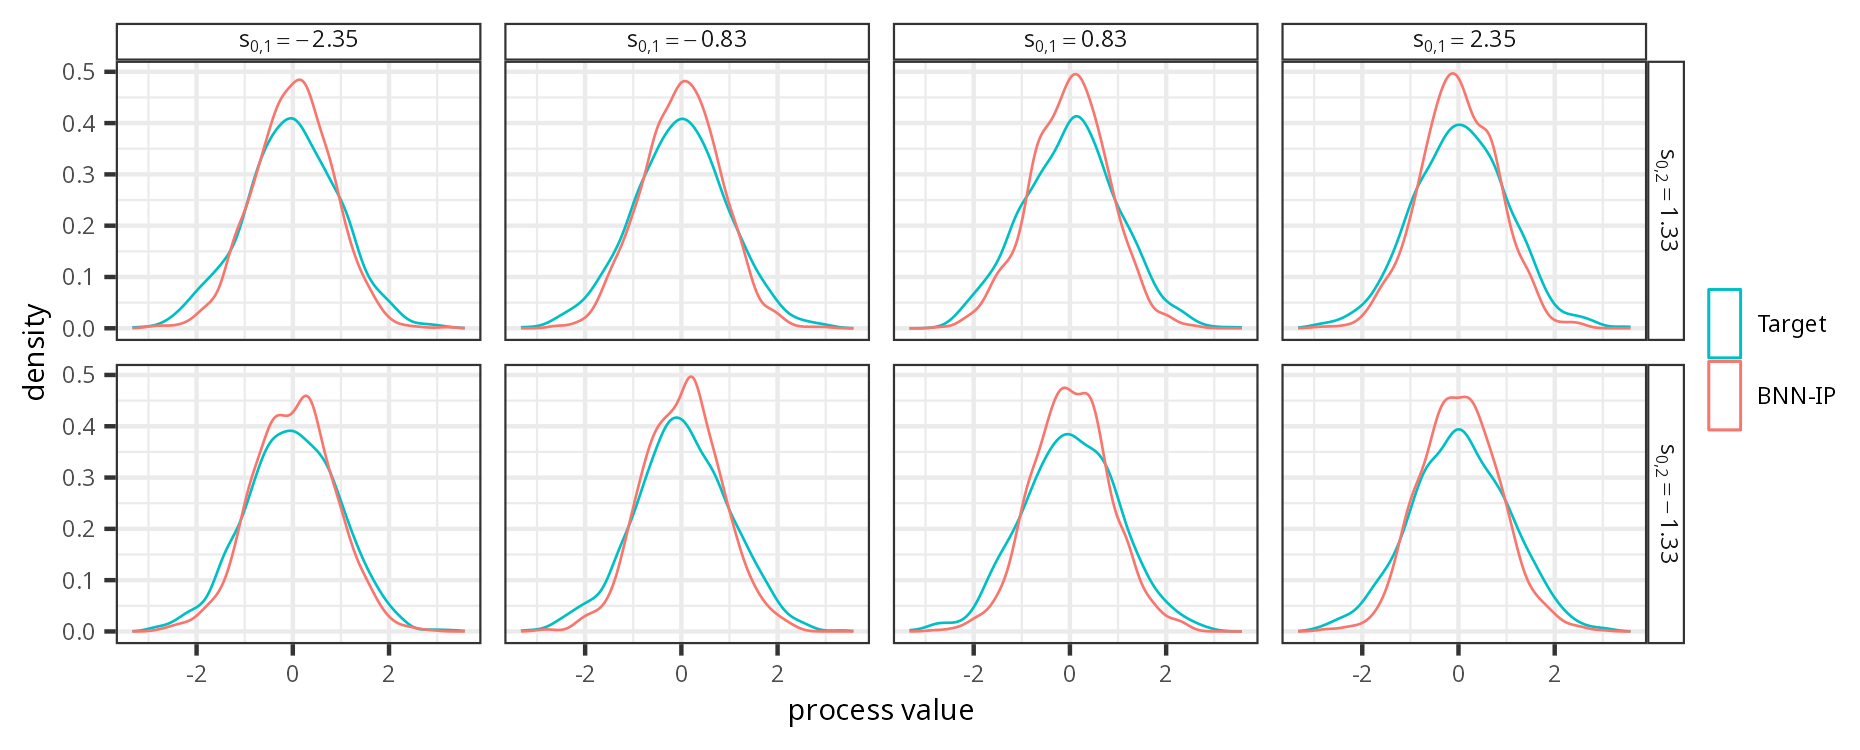 s0,1 = −2.35
s0,1 = −0.83
s0,1 = 0.83
s0,1 = 2.35
0.5
0.4
0.3
0.2
0.1
0.0
s0,2 = 1.33
0.5
0.4
0.3
0.2
0.1
0.0
s0,2 = −1.33
-2 0 2
-2 0 2
-2 0 2
-2 0 2
process value
density
Target
BNN-IP